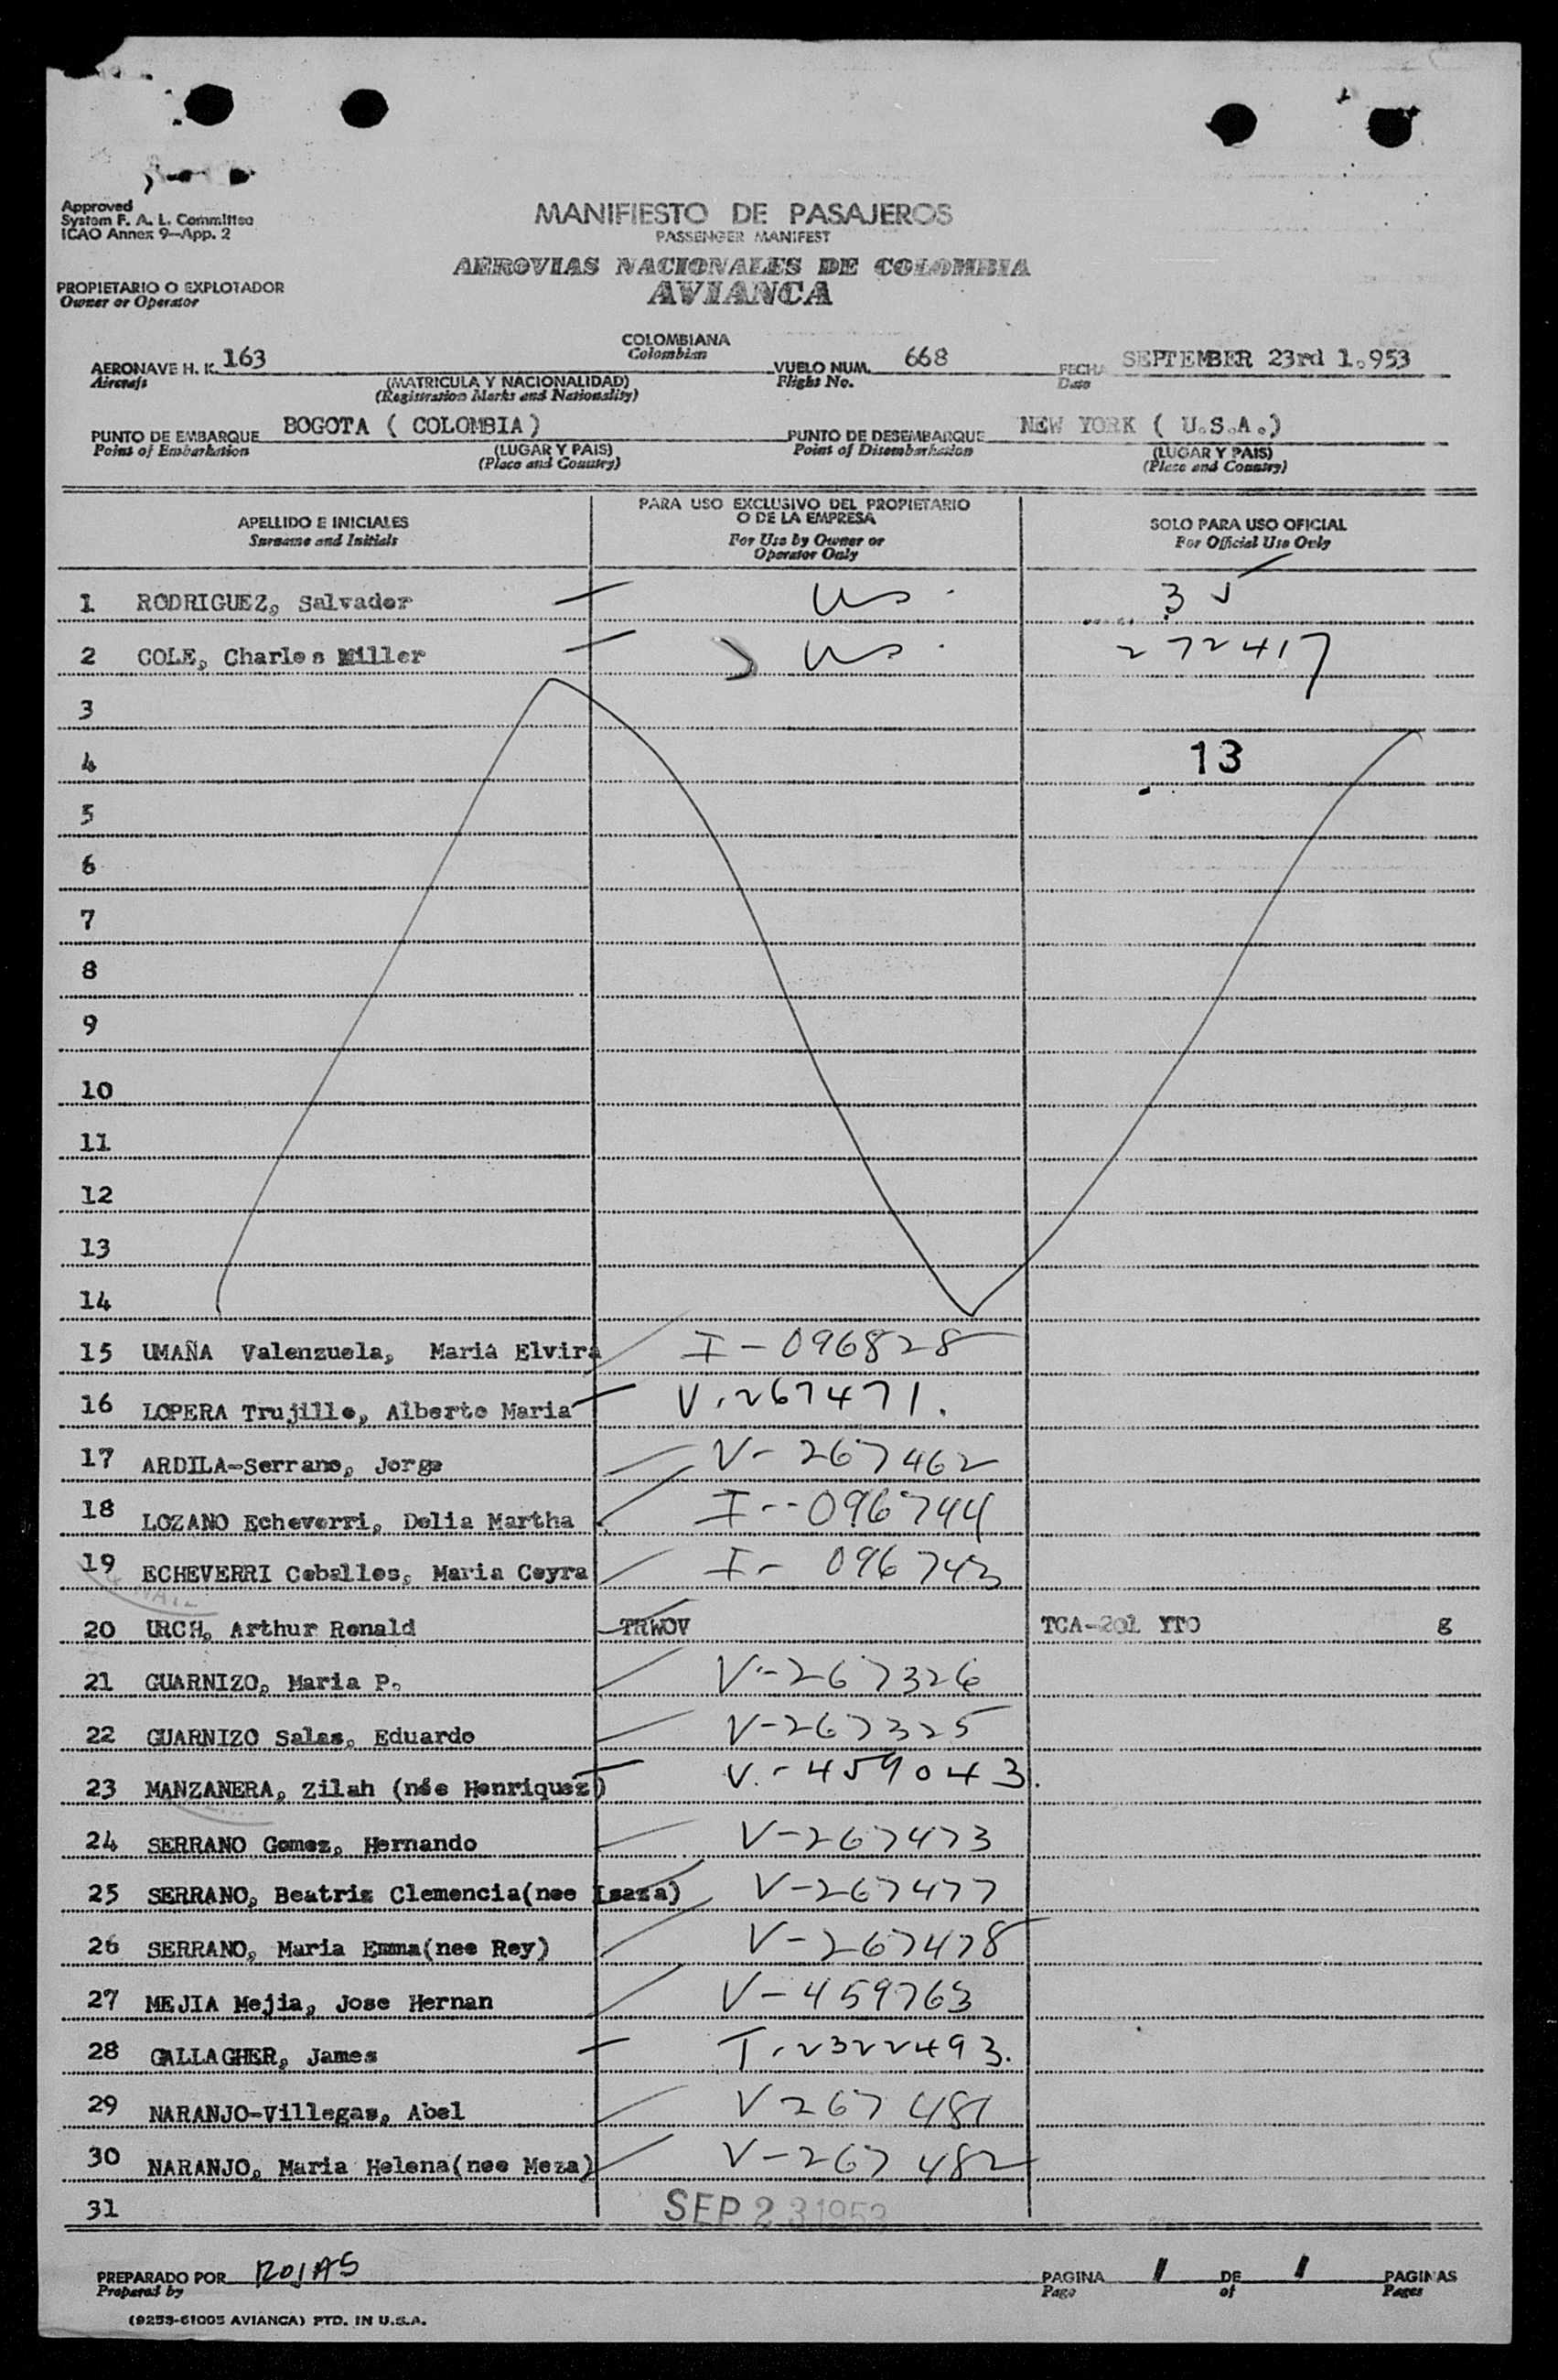 Approved
System F. A. L. Committee
ICAO Annex 9—App. 2
MANIFIESTO DE PASAJEROS
PASSENGER MANIFEST
AEROVIAS NACIONALES DE COLOMBIA
AVIANCA
PROPIETARIO O EXPLOTADOR
Owner or Operator
COLOMBIANA
Colombian
AERONAVE H. K. 163 VUELO NUM. 668 FECHA SEPTEMBER 23rd 1.953
Aircraft (MATRICULA Y NACIONALIDAD) Flight No. Date
(Registration Marks and Nationality)
PUNTO DE EMBARQUE BOGOTA ( COLOMBIA ) PUNTO DE DESEMBARQUE NEW YORK ( U.S.A.)
Point of Embarkation (LUGAR Y PAIS) Point of Disembarkation (LUGAR Y PAIS)
(Place and Country) (Place and Country)
APELLIDO E INICIALES PARA USO EXCLUSIVO DEL PROPIETARIO O DE LA EMPRESA SOLO PARA USO OFICIAL
Surname and Initials For Use by Owner or Operator Only For Official Use Only
1 RODRIGUEZ, Salvador US. 35
2 COLE, Charles Miller US. 272417
3
4 13
5
6
7
8
9
10
11
12
13
14
15 UMAÑA Valenzuela, Mariá Elvira I-096828
16 LOPERA Trujillo, Alberto Maria V.267471.
17 ARDILA-Serrano, Jorge V-267462
18 LOZANO Echeverri, Delia Martha I--096744
19 ECHEVERRI Ceballos, Maria Ceyra I- 096743
20 URCH, Arthur Ronald TRWOV TCA-201 YTO g
21 GUARNIZO, Maria P. V-267326
22 GUARNIZO Salas, Eduardo V-267325
23 MANZANERA, Zilah (née Henriquez) V.-459043.
24 SERRANO Gomez, Hernando V-267473
25 SERRANO, Beatriz Clemencia(nee Isaza) V-267477
26 SERRANO, Maria Emma(nee Rey) V-267478
27 MEJIA Mejia, Jose Hernan V-459763
28 GALLAGHER, James T.2322493.
29 NARANJO-Villegas, Abel V267481
30 NARANJO, Maria Helena(nee Meza) V-267482
31 SEP 23 1953
PREPARADO POR ROJAS PAGINA 1 DE 1 PAGINAS
Prepared by Page of Pages
(9253-61005 AVIANCA) PTD. IN U.S.A.